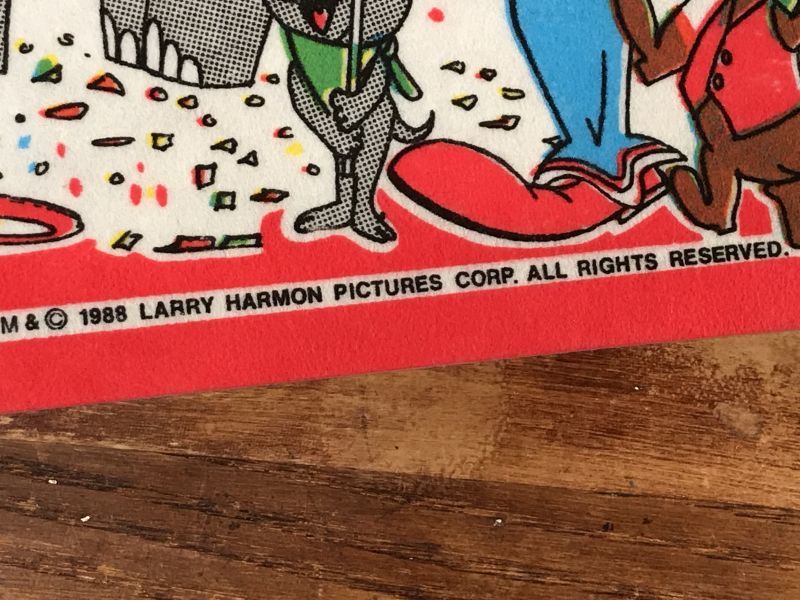 M & © 1988 LARRY HARMON PICTURES CORP. ALL RIGHTS RESERVED.